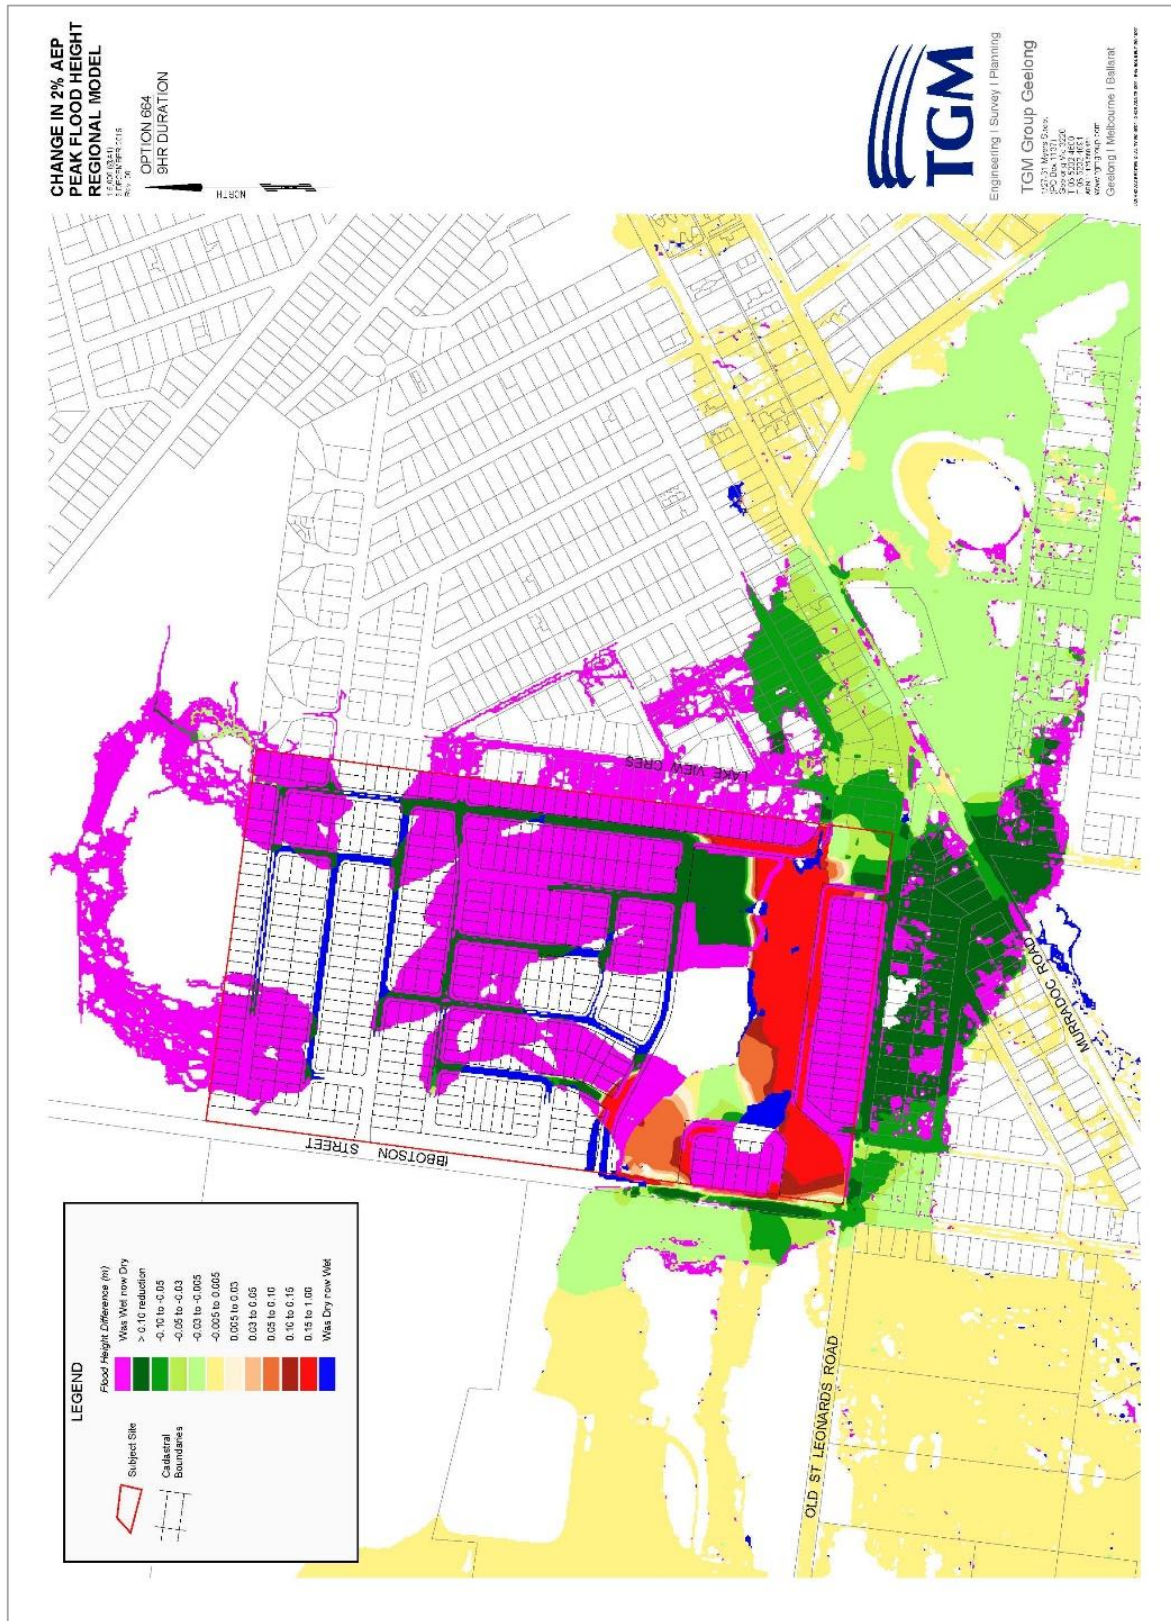 CHANGE IN 2% AEP
PEAK FLOOD HEIGHT
REGIONAL MODEL
OPTION 664
9HR DURATION
NORTH
LEGEND
Subject Site
Cadastral
Boundaries
Flood Height Difference (m)
Was Wet now Dry
> 0.10 reduction
-0.10 to -0.05
-0.05 to -0.03
-0.03 to -0.005
-0.005 to 0.005
0.005 to 0.03
0.03 to 0.05
0.05 to 0.10
0.10 to 0.15
0.15 to 1.00
Was Dry now Wet
IBBOTSON
STREET
LAKE VIEW CRES
OLD ST LEONARDS ROAD
MURRADOC ROAD
TGM
Engineering | Survey | Planning
TGM Group Geelong
Geelong | Melbourne | Ballarat